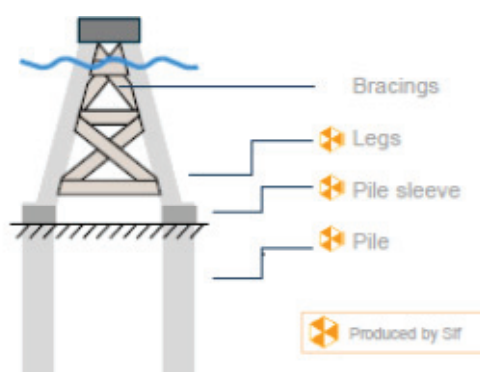 Bracings
Legs
Pile sleeve
Pile
Produced by Sif